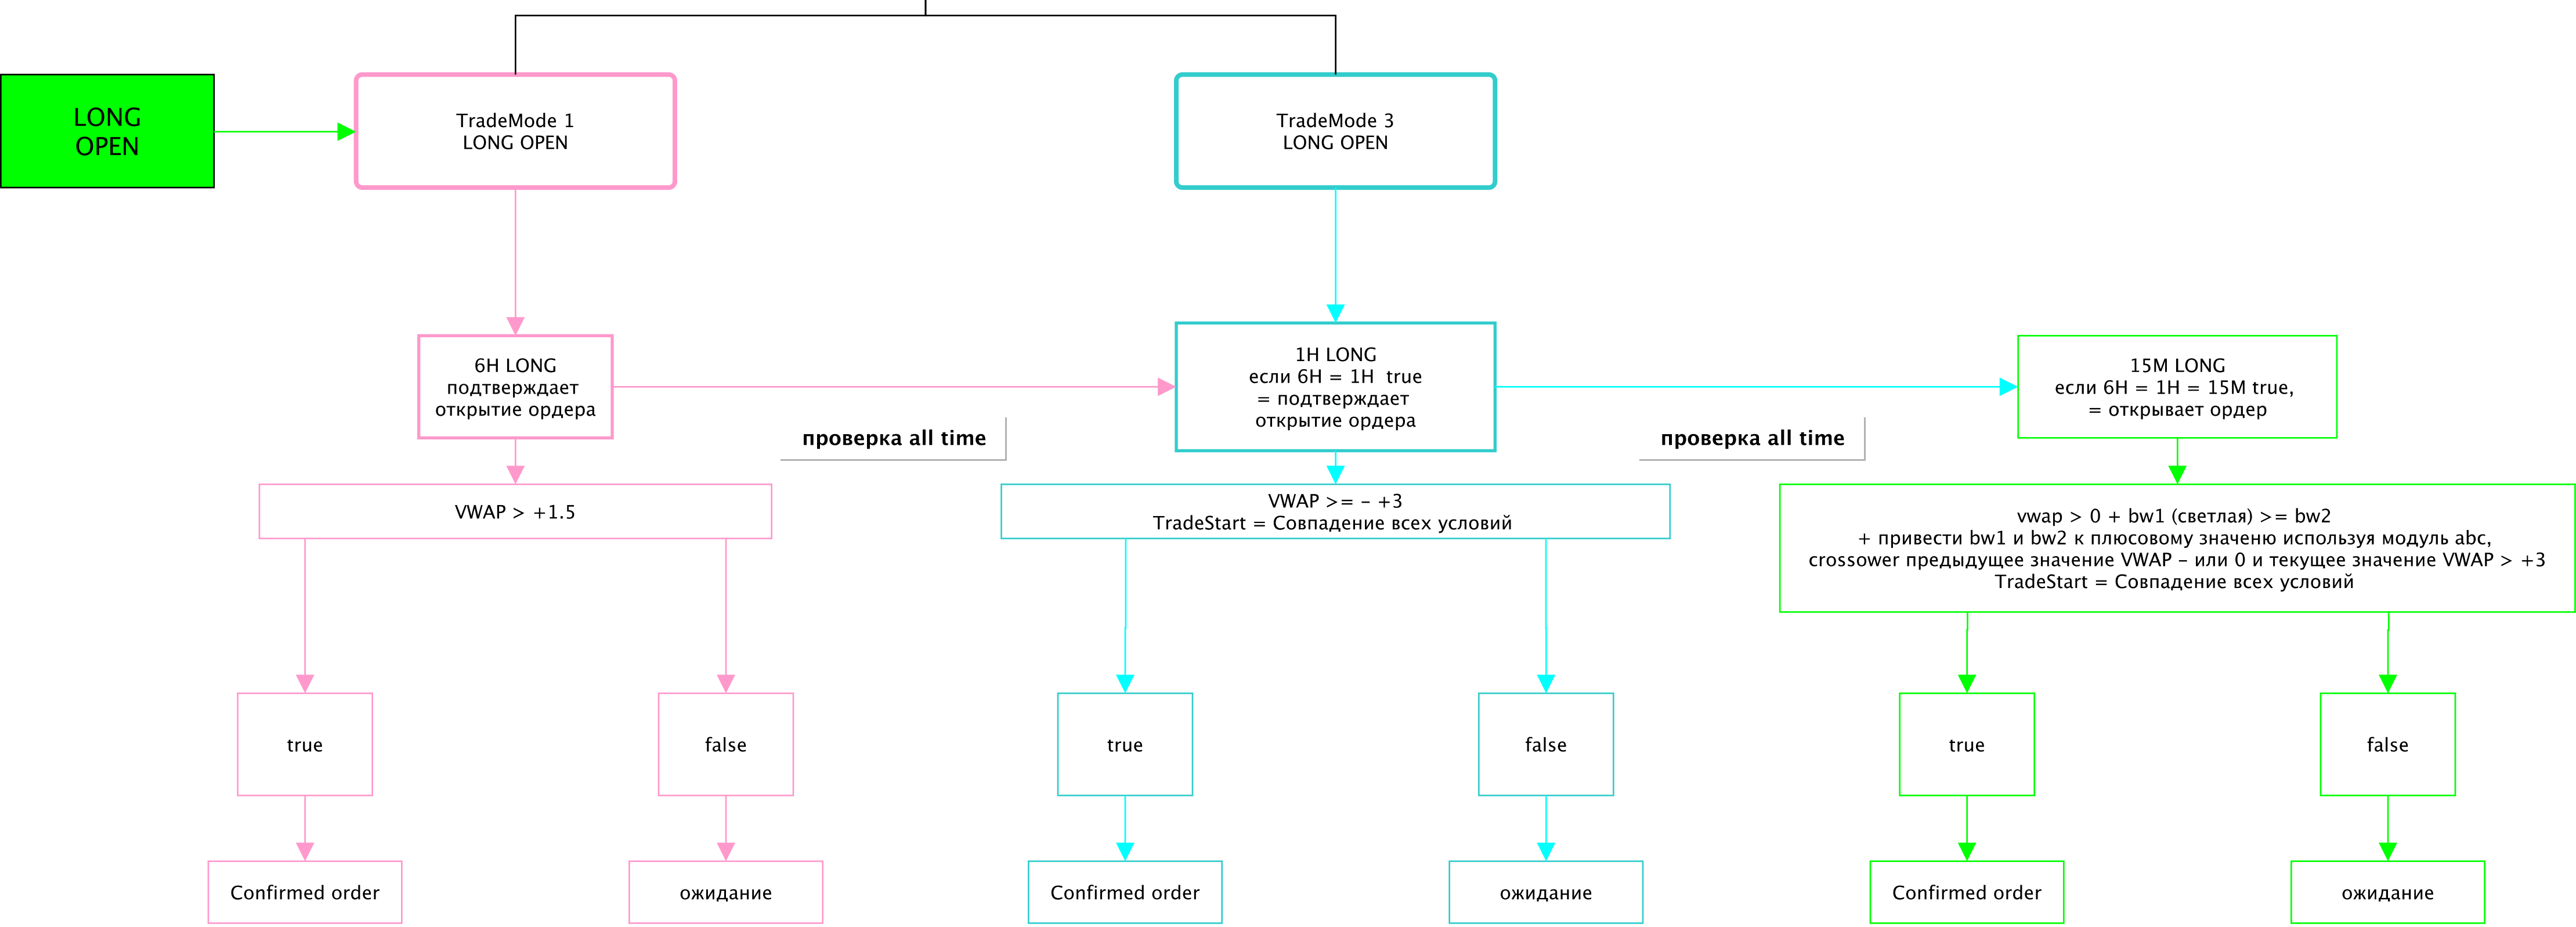 LONG
OPEN
TradeMode 1
LONG OPEN
TradeMode 3
LONG OPEN
6H LONG
подтверждает
открытие ордера
1H LONG
если 6H = 1H  true
= подтверждает
открытие ордера
15M LONG
если 6H = 1H = 15M true,
= открывает ордер
проверка all time
проверка all time
VWAP > +1.5
VWAP >= – +3
TradeStart = Совпадение всех условий
vwap > 0 + bw1 (светлая) >= bw2
+ привести bw1 и bw2 к плюсовому значеню используя модуль abc,
crossower предыдущее значение VWAP – или 0 и текущее значение VWAP > +3
TradeStart = Совпадение всех условий
true
false
true
false
true
false
Confirmed order
ожидание
Confirmed order
ожидание
Confirmed order
ожидание